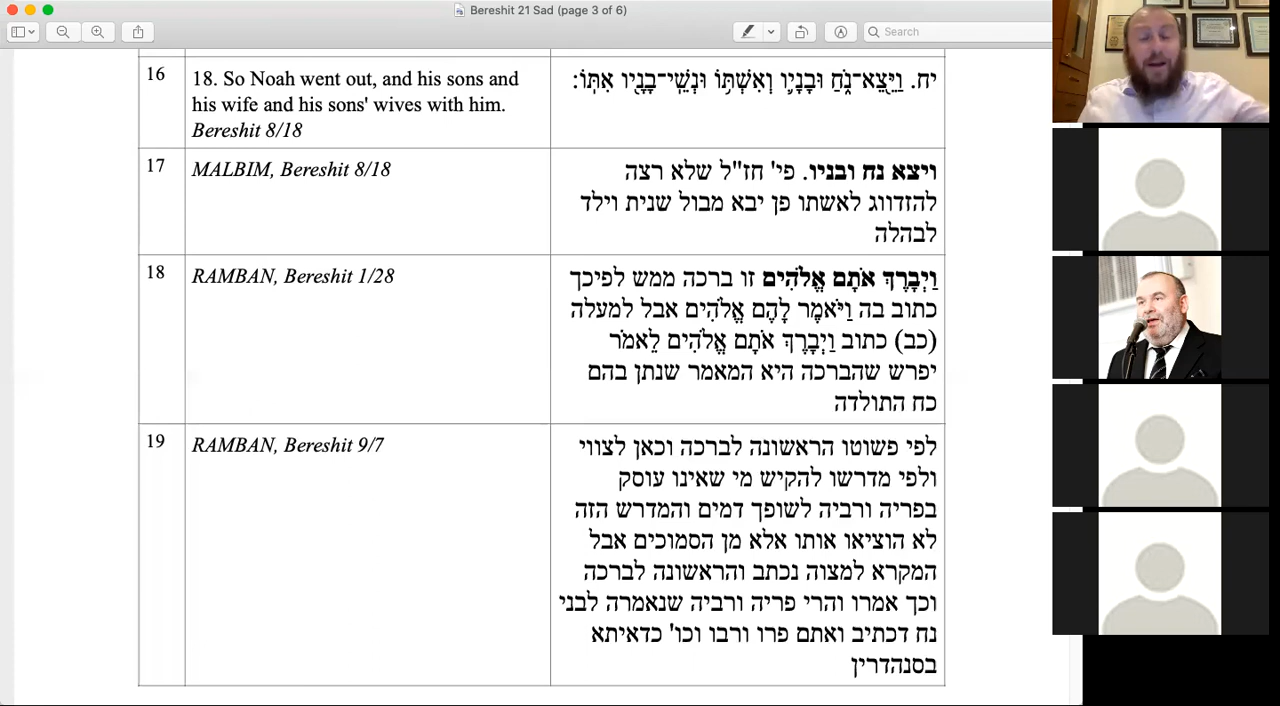 Bereshit 21 Sad (page 3 of 6)
Search
16
18. So Noah went out, and his sons and
his wife and his sons' wives with him.
Bereshit 8/18
יח. וַיֵּ֖צֵא־נֹ֑חַ וּבָנָ֛יו וְאִשְׁתּ֥וֹ וּנְשֵֽׁי־בָנָ֖יו אִתּֽוֹ:
17
MALBIM, Bereshit 8/18
ויצא נח ובניו. פי' חז"ל שלא רצה
להזדווג לאשתו פן יבא מבול שנית וילד
לבהלה
18
RAMBAN, Bereshit 1/28
וַיְבָרֶךְ אֹתָם אֱלֹהִים זו ברכה ממש לפיכך
כתוב בה וַיֹּאמֶר לָהֶם אֱלֹהִים אבל למעלה
(כב) כתוב וַיְבָרֶךְ אֹתָם אֱלֹהִים לֵאמֹר
יפרש שהברכה היא המאמר שנתן בהם
כח התולדה
19
RAMBAN, Bereshit 9/7
לפי פשוטו הראשונה לברכה וכאן לצווי
ולפי מדרשו להקיש מי שאינו עוסק
בפריה ורביה לשופך דמים והמדרש הזה
לא הוציאו אותו אלא מן הסמוכים אבל
המקרא למצוה נכתב והראשונה לברכה
וכך אמרו והרי פריה ורביה שנאמרה לבני
נח דכתיב ואתם פרו ורבו וכו' כדאיתא
בסנהדרין